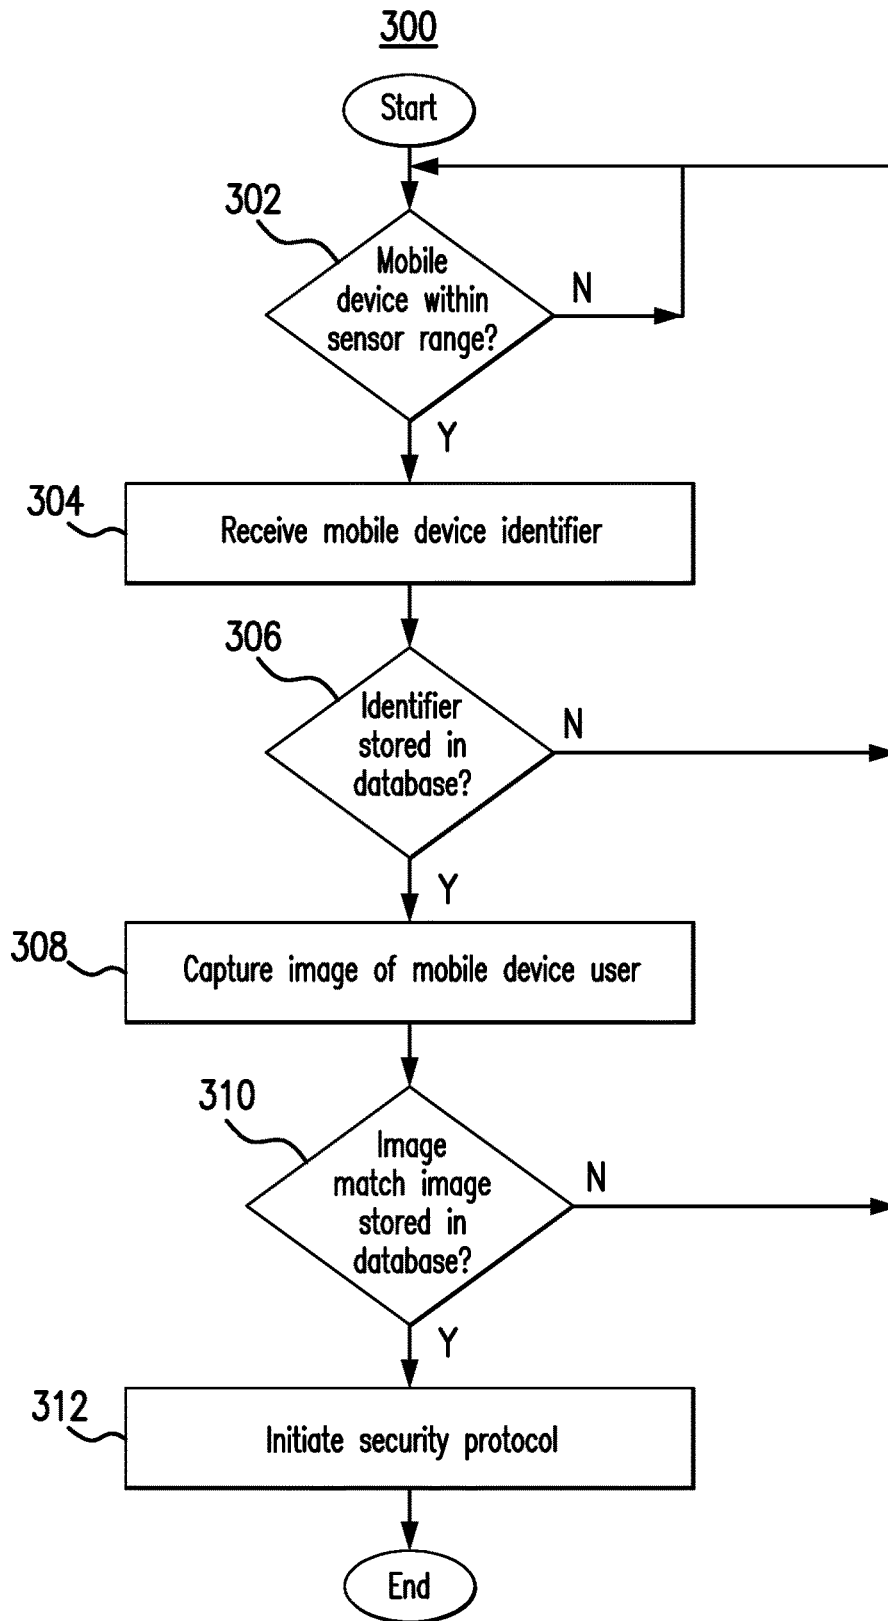 300
Start
302
Mobile
device within
sensor range?
N
Y
304
Receive mobile device identifier
306
Identifier
stored in
database?
N
Y
308
Capture image of mobile device user
310
Image
match image
stored in
database?
N
Y
312
Initiate security protocol
End